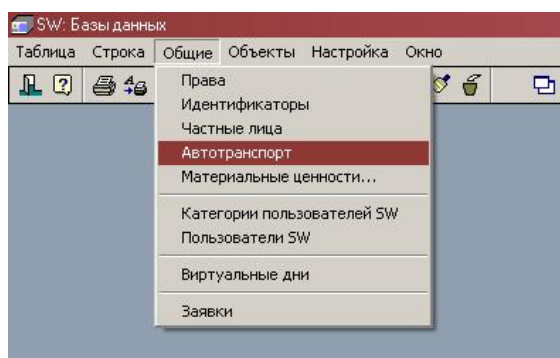 SW: Базы данных
Таблица Строка Общие Объекты Настройка Окно
Права
Идентификаторы
Частные лица
Автотранспорт
Материальные ценности...
Категории пользователей SW
Пользователи SW
Виртуальные дни
Заявки